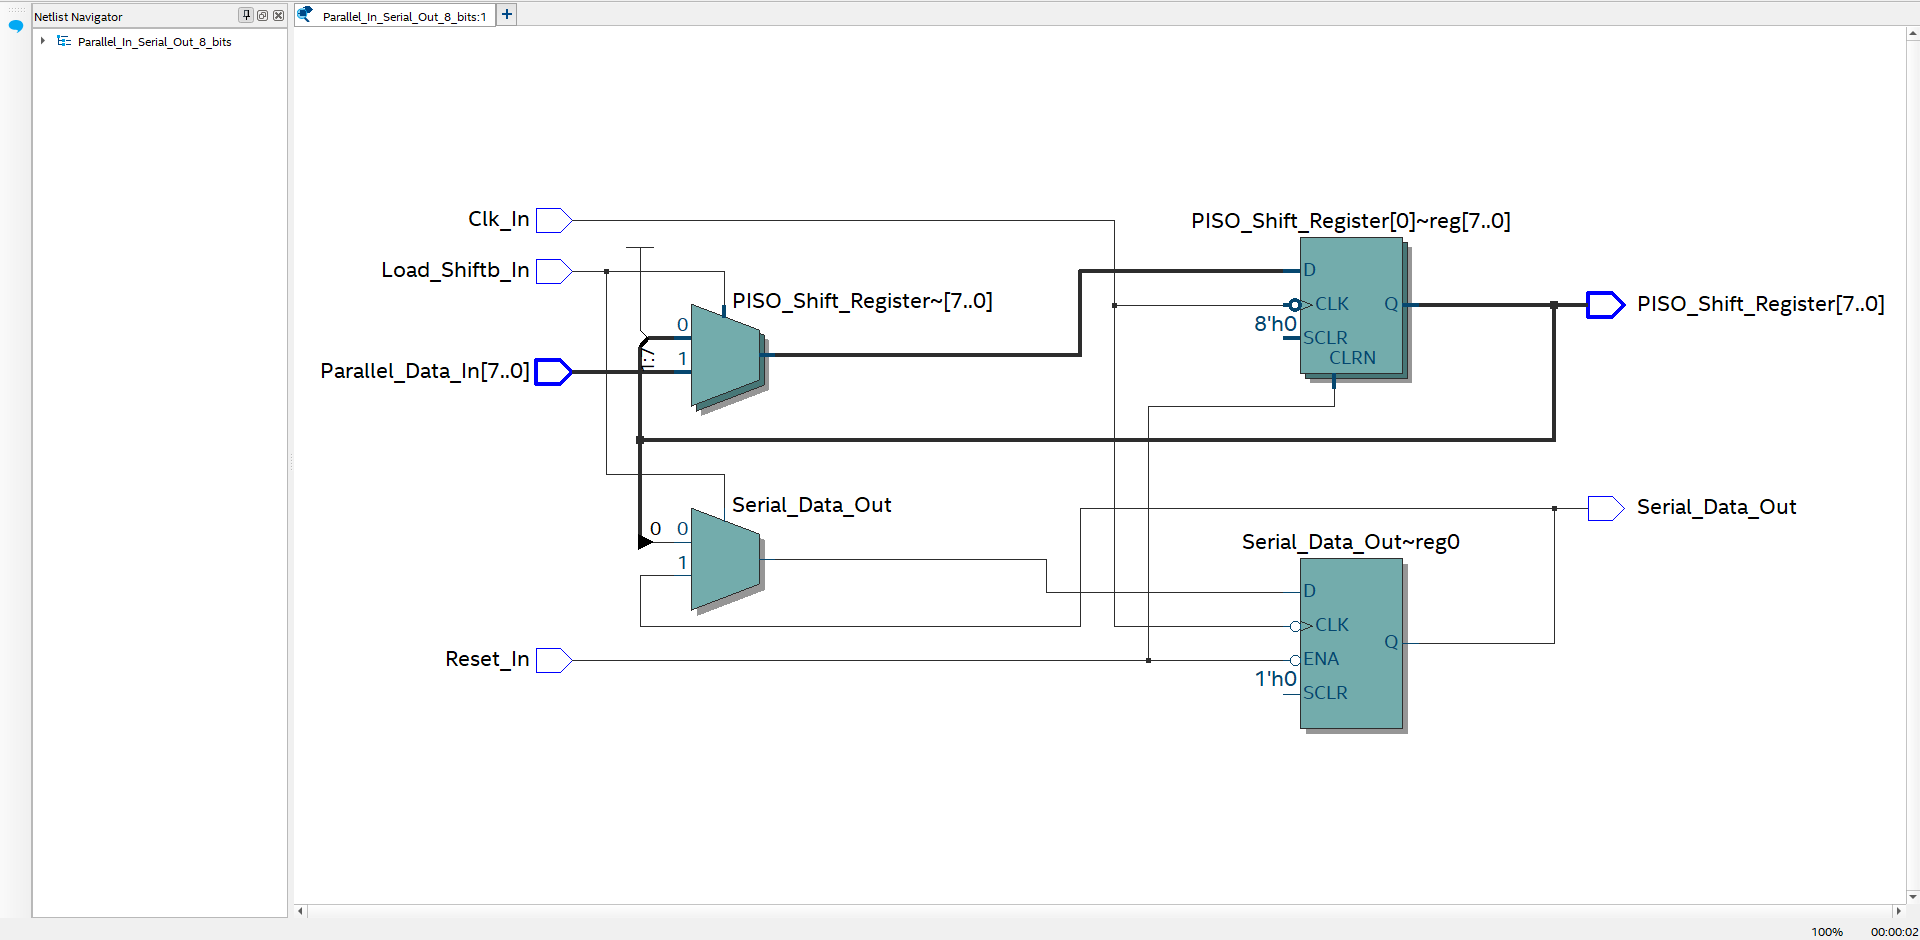 Netlist Navigator
Parallel_In_Serial_Out_8_bits:1
Parallel_In_Serial_Out_8_bits
Clk_In
PISO_Shift_Register[0]~reg[7..0]
Load_Shiftb_In
D
PISO_Shift_Register~[7..0]
CLK
Q
PISO_Shift_Register[7..0]
0
8'h0
SCLR
1:7
1
CLRN
Parallel_Data_In[7..0]
Serial_Data_Out
Serial_Data_Out
0 0
Serial_Data_Out~reg0
1
D
CLK
Q
Reset_In
ENA
1'h0
SCLR
100% 00:00:02